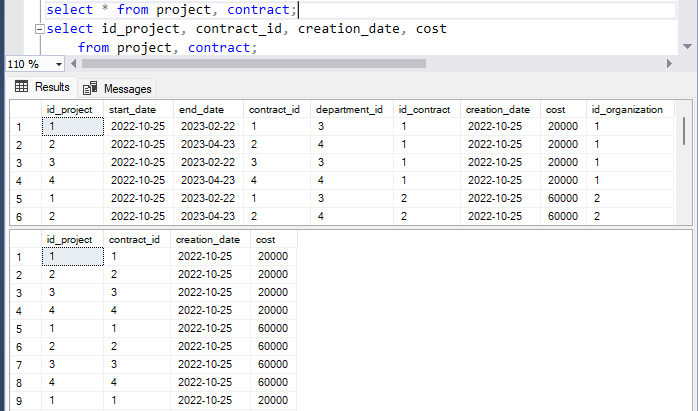 select * from project, contract_id;
select id_project, contract_id, creation_date, cost
from project, contract;
110 %
Results Messages
id_project start_date end_date contract_id department_id id_contract creation_date cost id_organization
1 1 2022-10-25 2023-02-22 1 3 1 2022-10-25 20000 1
2 2 2022-10-25 2023-04-23 2 4 1 2022-10-25 20000 1
3 3 2022-10-25 2023-02-22 3 3 1 2022-10-25 20000 1
4 4 2022-10-25 2023-04-23 4 4 1 2022-10-25 20000 1
5 1 2022-10-25 2023-02-22 1 3 2 2022-10-25 60000 2
6 2 2022-10-25 2023-04-23 2 4 2 2022-10-25 60000 2
id_project contract_id creation_date cost
1 1 1 2022-10-25 20000
2 2 2 2022-10-25 20000
3 3 3 2022-10-25 20000
4 4 4 2022-10-25 20000
5 1 1 2022-10-25 60000
6 2 2 2022-10-25 60000
7 3 3 2022-10-25 60000
8 4 4 2022-10-25 60000
9 1 1 2022-10-25 20000